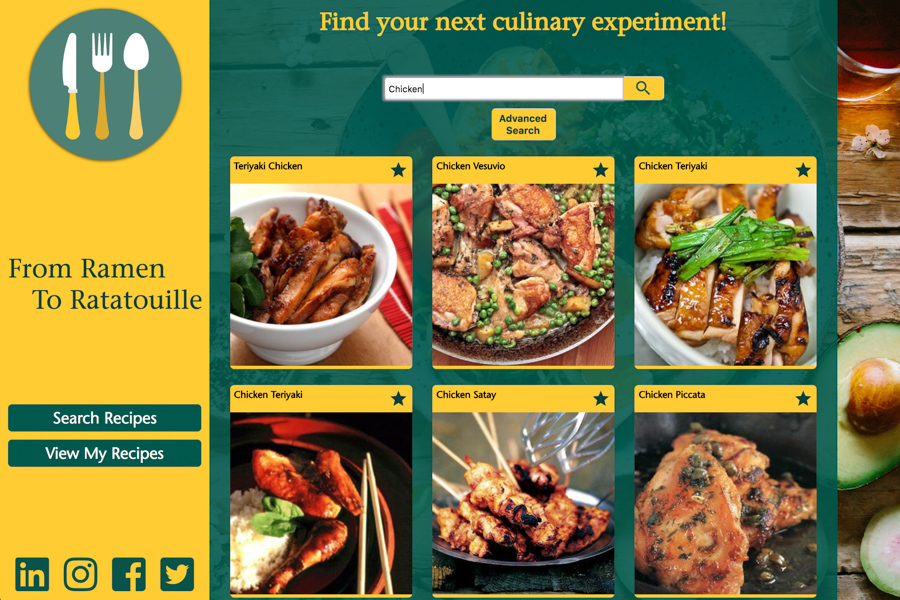 Find your next culinary experiment!
Chicken
Advanced
Search
From Ramen
To Ratatouille
Search Recipes
View My Recipes
Teriyaki Chicken
Chicken Vesuvio
Chicken Teriyaki
Chicken Teriyaki
Chicken Satay
Chicken Piccata
in